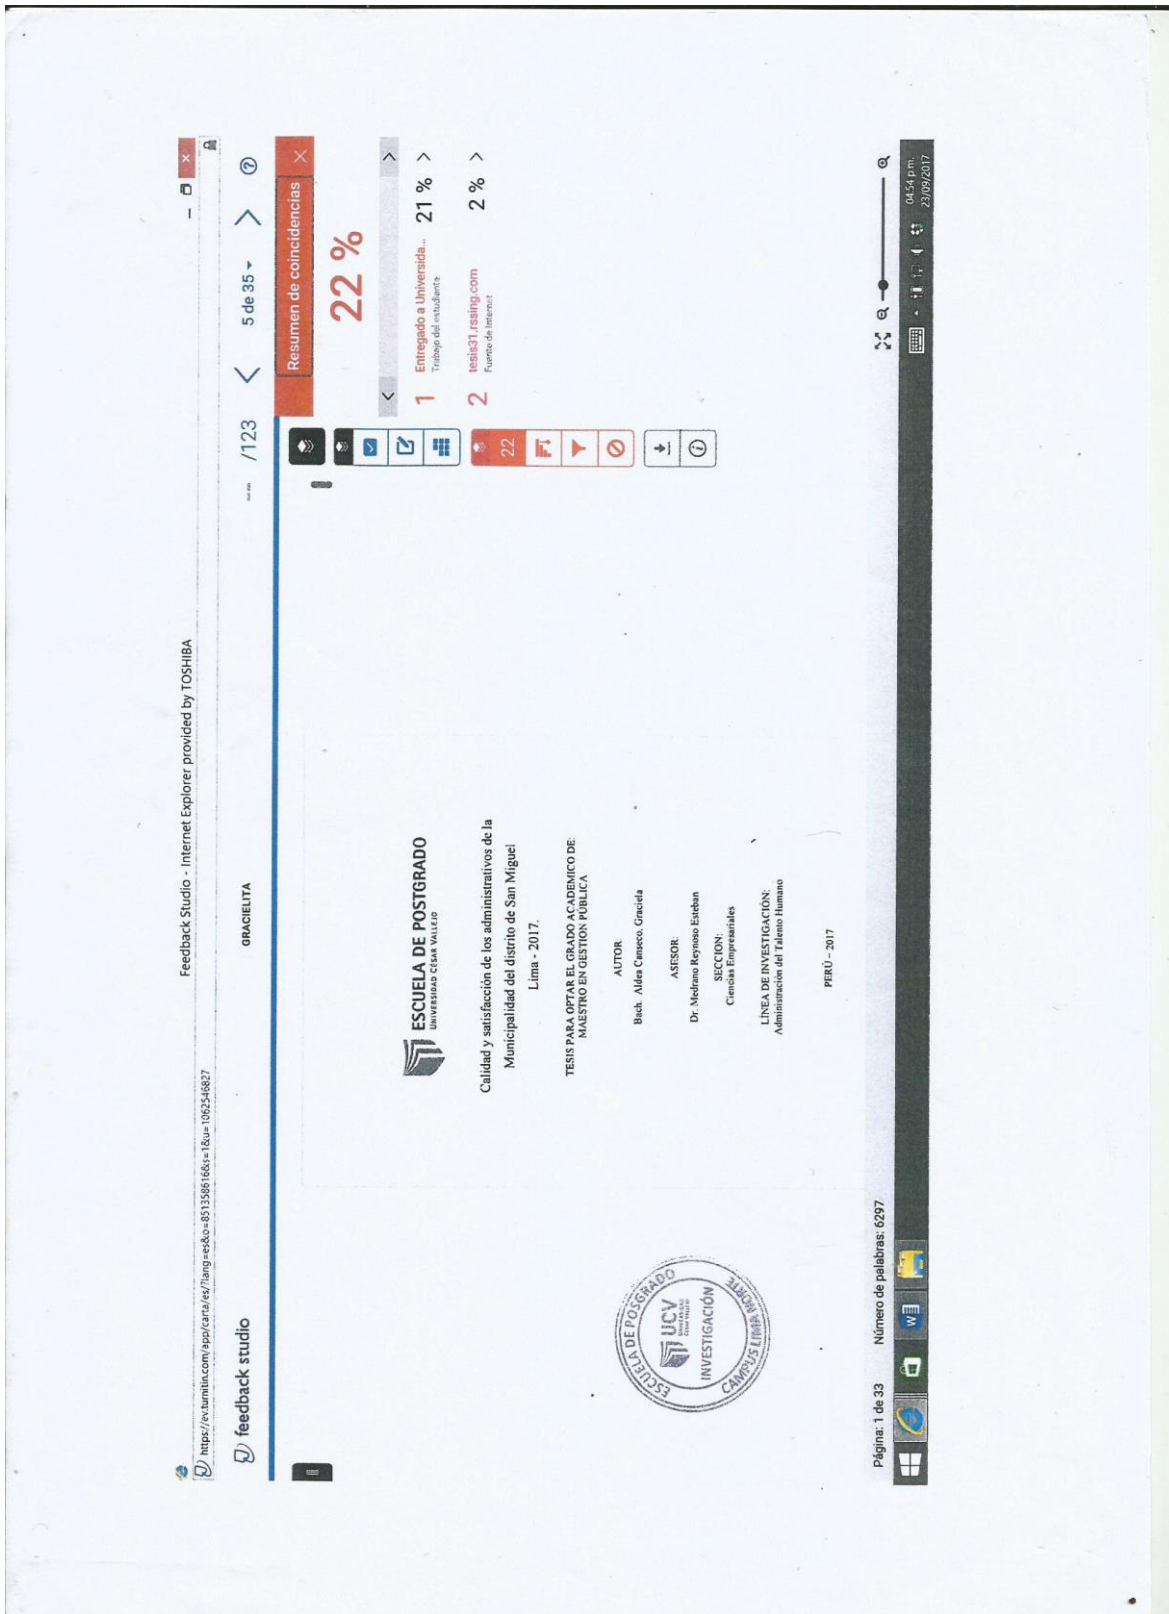 Feedback Studio - Internet Explorer provided by TOSHIBA
https://ev.turnitin.com/app/carta/es/?lang=es&o=851358616&s=1&u=1062546827
feedback studio
GRACIELITA
-- /123
5 de 35
?
Resumen de coincidencias
22 %
1 Entregado a Universida... 21 %
Trabajo del estudiante
2 tesis31.rssing.com 2 %
Fuente de Internet
22
ESCUELA DE POSTGRADO
UNIVERSIDAD CÉSAR VALLEJO
Calidad y satisfacción de los administrativos de la
Municipalidad del distrito de San Miguel
Lima - 2017.
TESIS PARA OPTAR EL GRADO ACADEMICO DE:
MAESTRO EN GESTION PÚBLICA
AUTOR
Bach. Aldea Canseco, Graciela
ASESOR:
Dr. Medrano Reynoso Esteban
SECCION:
Ciencias Empresariales
LÍNEA DE INVESTIGACIÓN:
Administración del Talento Humano
PERÚ – 2017
ESCUELA DE POSGRADO
UCV
UNIVERSIDAD
CÉSAR VALLEJO
INVESTIGACIÓN
CAMPUS LIMA NORTE
Página: 1 de 33
Número de palabras: 6297
04:54 p.m.
23/09/2017